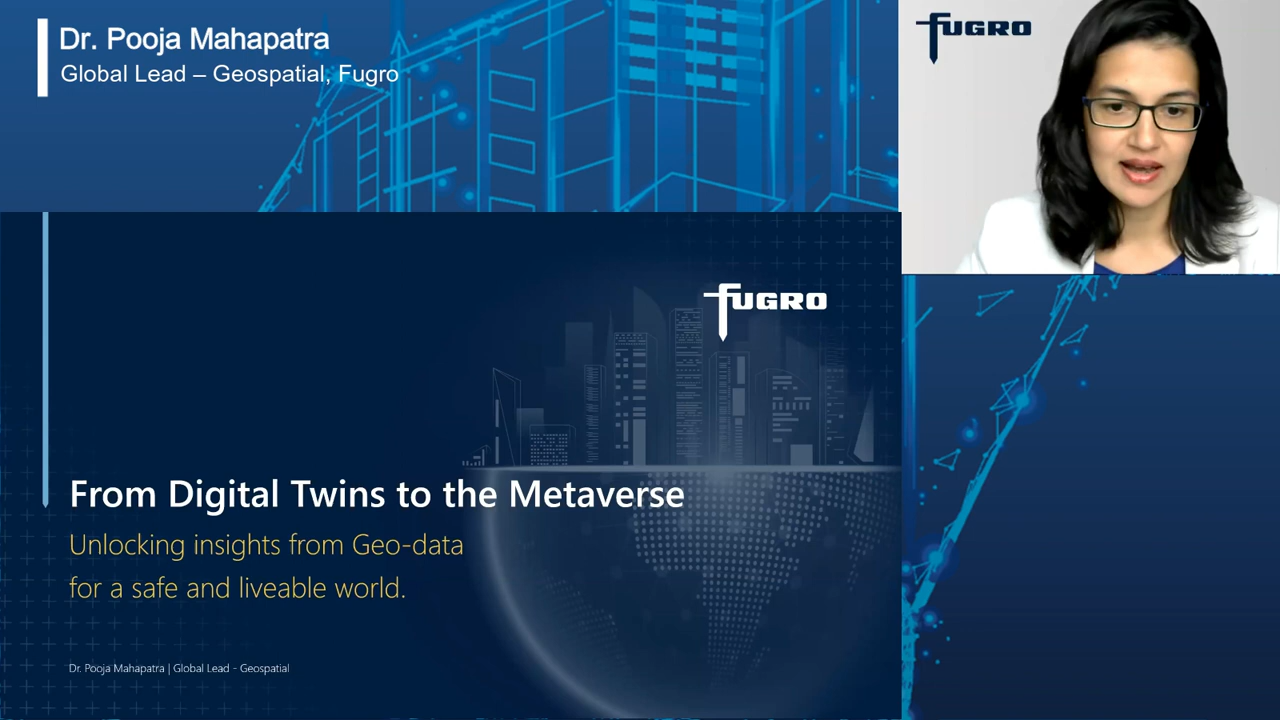 Dr. Pooja Mahapatra
Global Lead – Geospatial, Fugro
FUGRO
FUGRO
From Digital Twins to the Metaverse
Unlocking insights from Geo-data
for a safe and liveable world.
Dr. Pooja Mahapatra | Global Lead - Geospatial